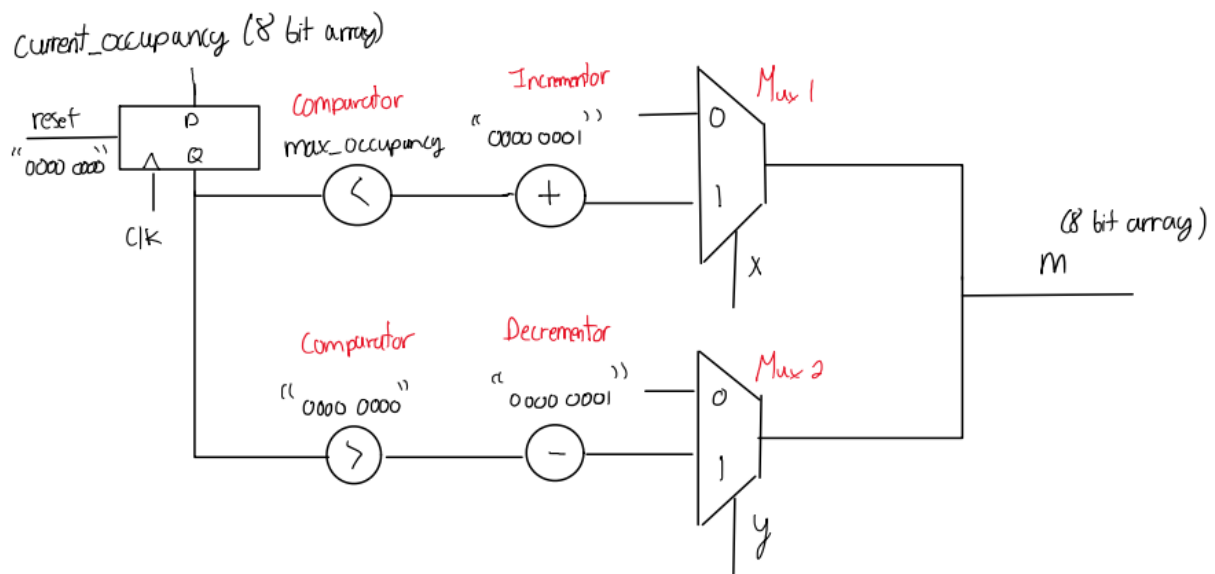 current_occupancy (8 bit array)
reset
"0000 0000"
D
Q
clk
Comparator
max_occupancy
<
Incrementor
"0000 0001"
+
Mux 1
0
1
x
(8 bit array)
m
Comparator
"0000 0000"
>
Decrementor
"0000 0001"
-
Mux 2
0
1
y